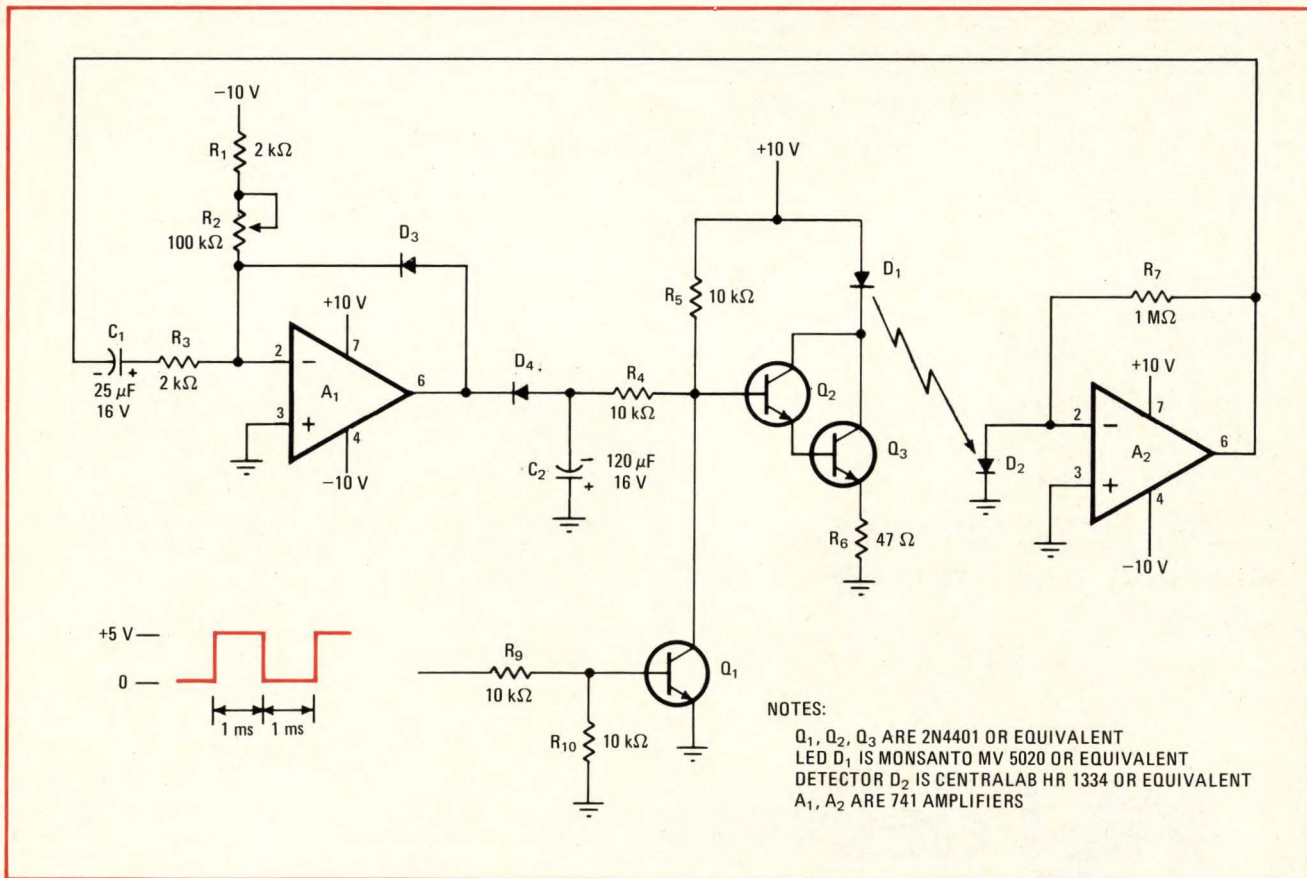 −10 V
R1 2 kΩ
R2
100 kΩ
D3
+10 V
C1
25 μF
16 V
R3
2 kΩ
2
7
−
A1
+
3
4
6
−10 V
D4
C2
120 μF
16 V
−
+
−
+
R4
10 kΩ
+10 V
R5 10 kΩ
D1
Q2
Q3
R6 47 Ω
D2
R7
1 MΩ
+10 V
2
7
−
A2
+
3
4
6
−10 V
+5 V
0
1 ms
1 ms
R9
10 kΩ
R10 10 kΩ
Q1
NOTES:
Q1, Q2, Q3 ARE 2N4401 OR EQUIVALENT
LED D1 IS MONSANTO MV 5020 OR EQUIVALENT
DETECTOR D2 IS CENTRALAB HR 1334 OR EQUIVALENT
A1, A2 ARE 741 AMPLIFIERS